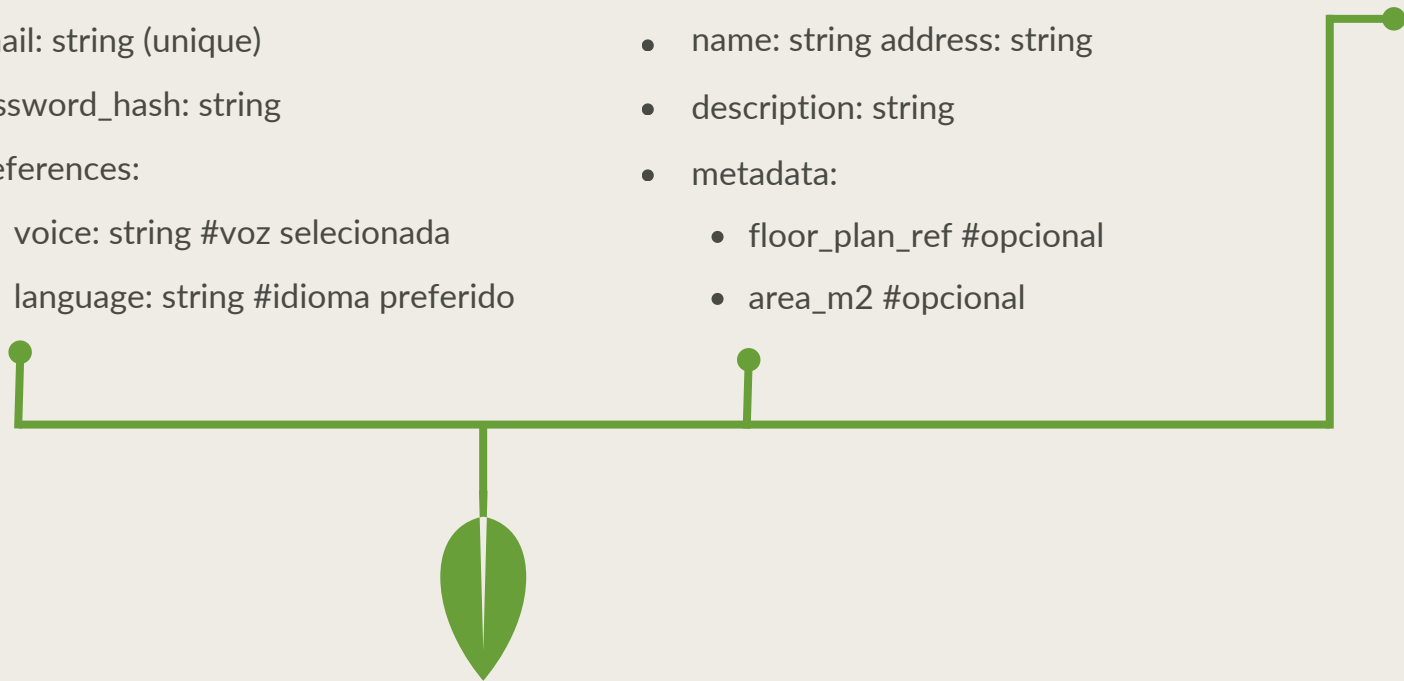 ail: string (unique)
ssword_hash: string
eferences:
voice: string #voz selecionada
language: string #idioma preferido
name: string address: string
description: string
metadata:
floor_plan_ref #opcional
area_m2 #opcional